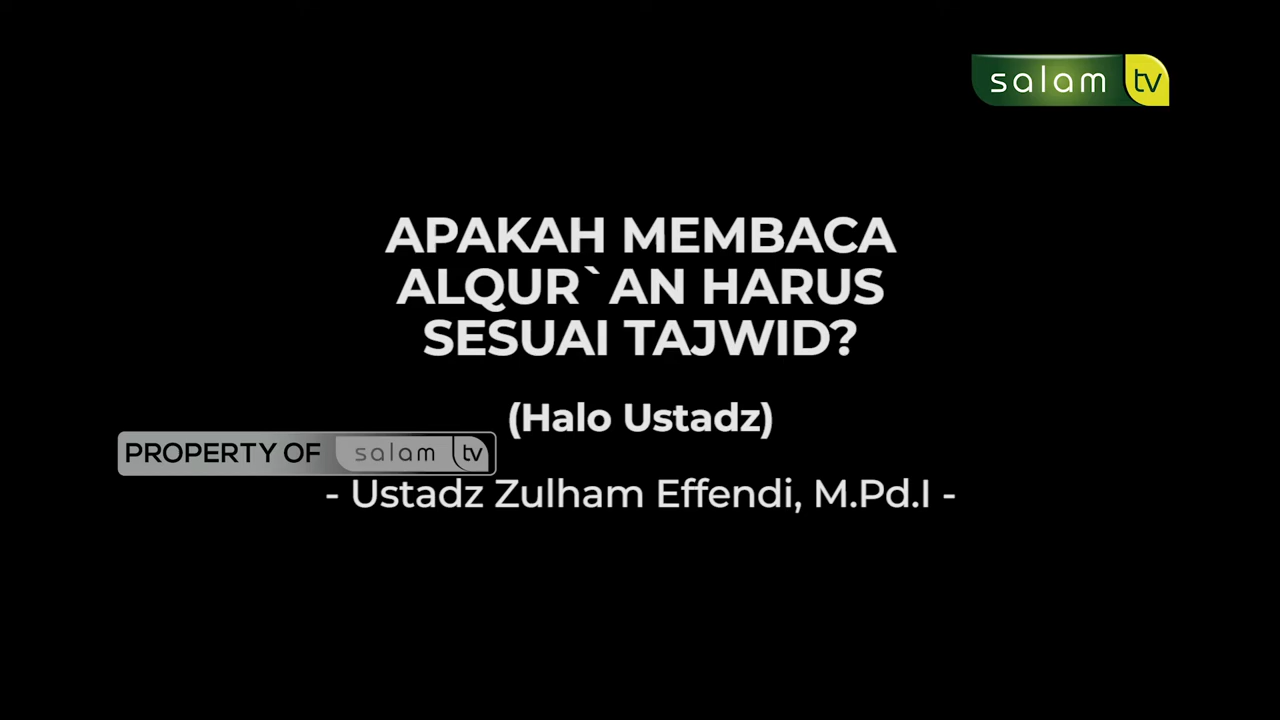 salam tv
APAKAH MEMBACA
ALQUR`AN HARUS
SESUAI TAJWID?
(Halo Ustadz)
PROPERTY OF salam tv
- Ustadz Zulham Effendi, M.Pd.I -